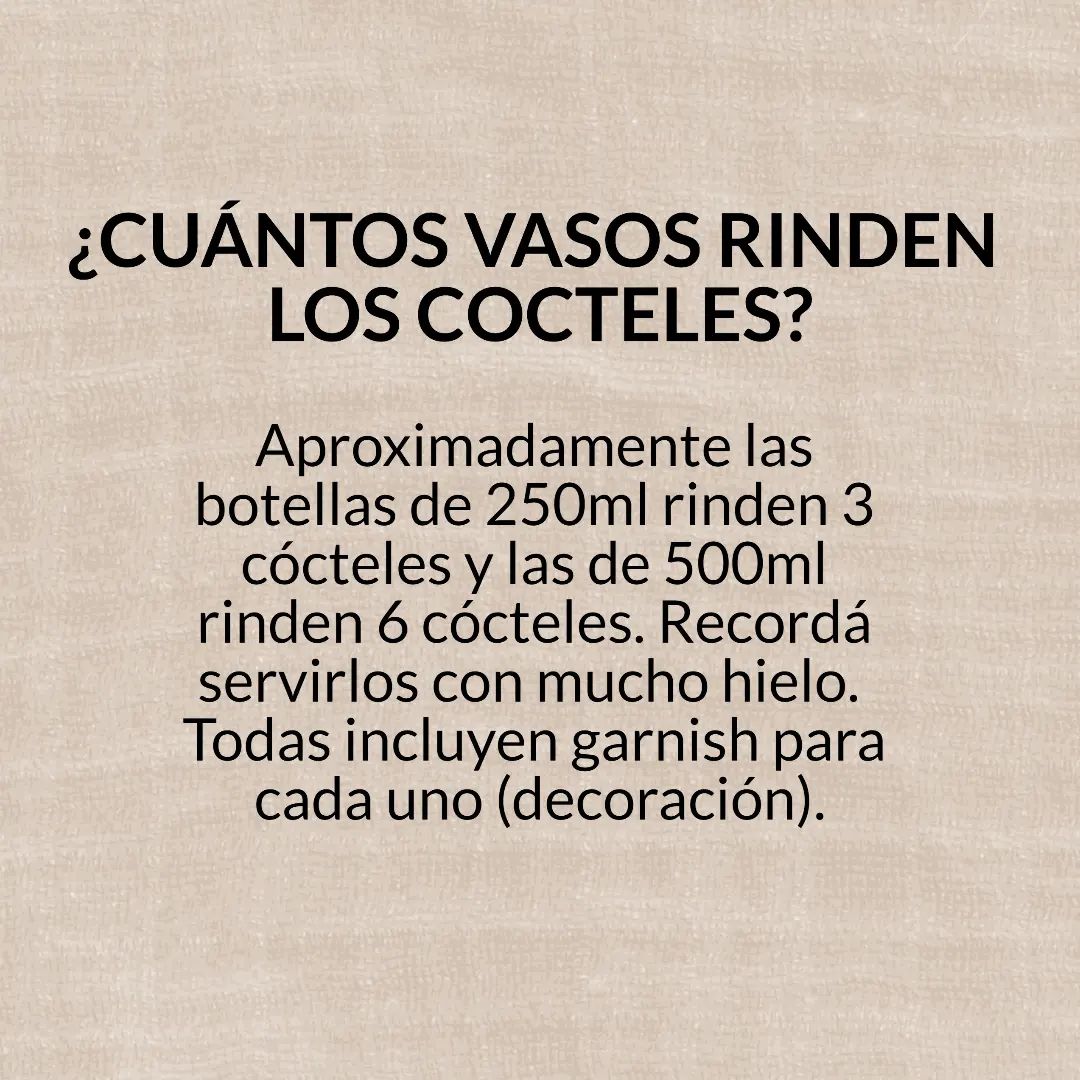 ¿CUÁNTOS VASOS RINDEN
LOS COCTELES?
Aproximadamente las
botellas de 250ml rinden 3
cócteles y las de 500ml
rinden 6 cócteles. Recordá
servirlos con mucho hielo.
Todas incluyen garnish para
cada uno (decoración).